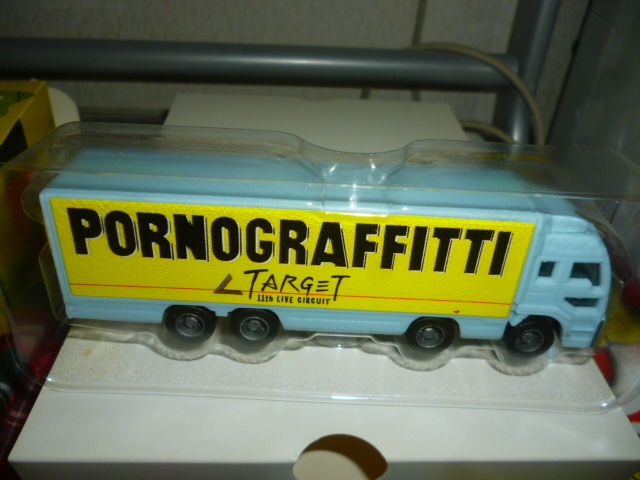 PORNOGRAFFITTI
TARGET
11th LIVE CIRCUIT